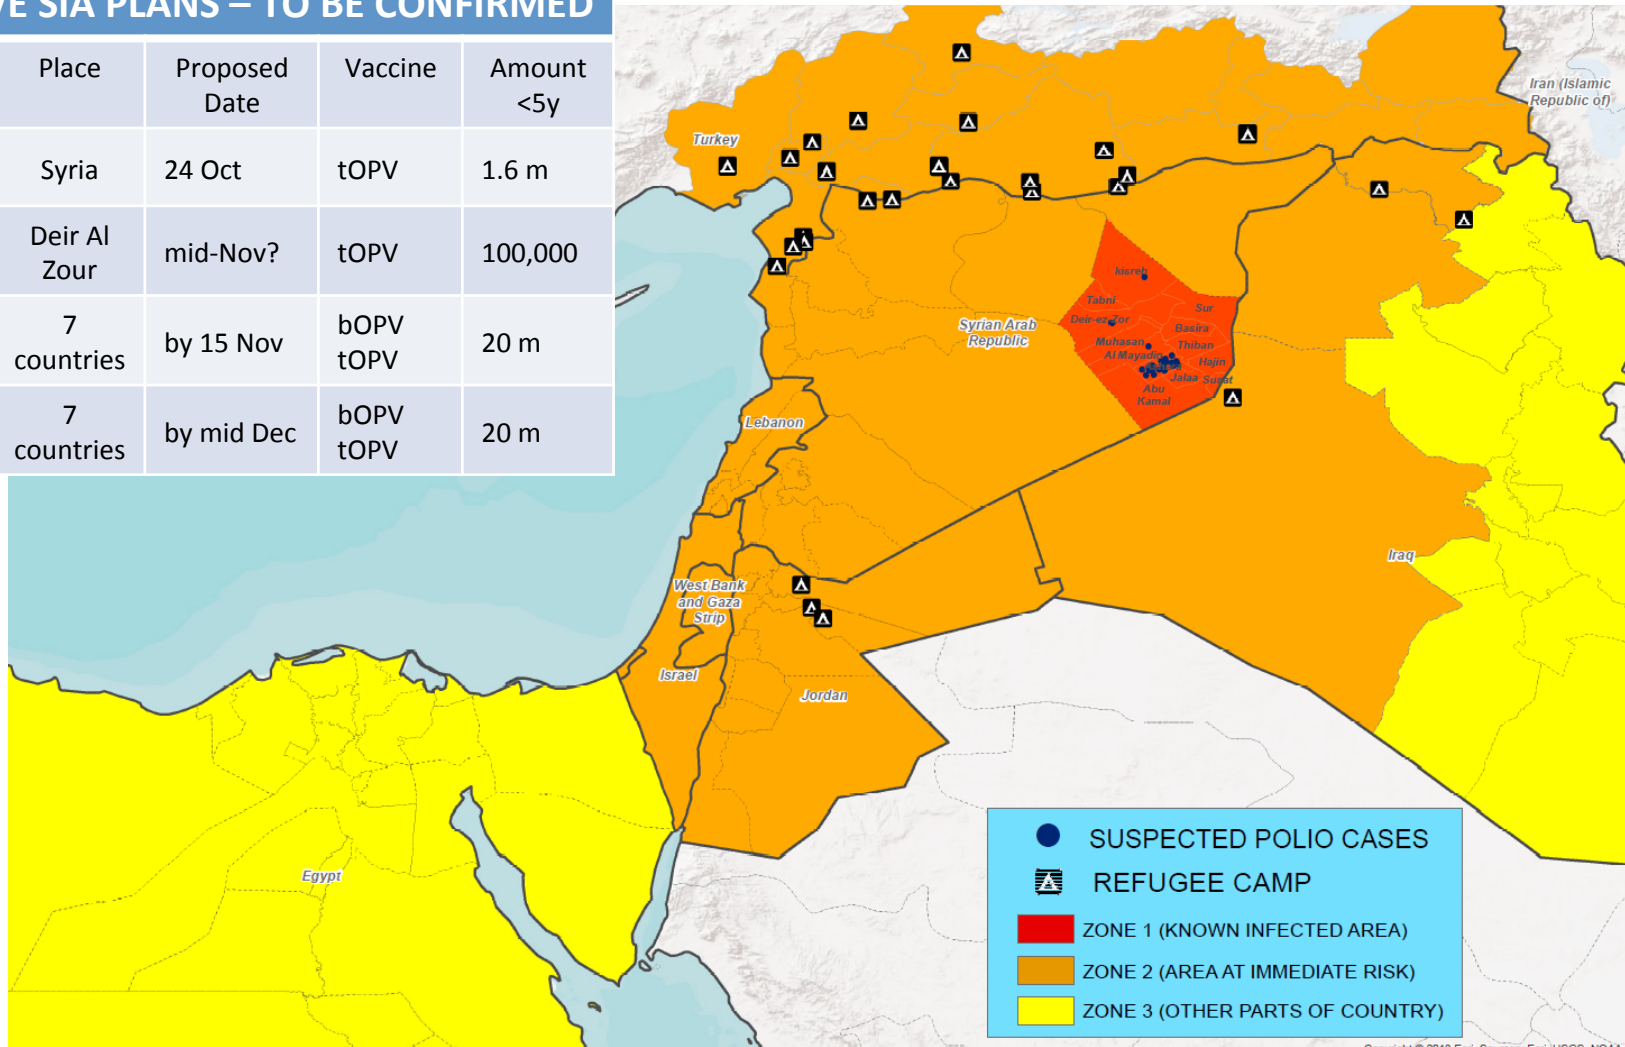 E SIA PLANS – TO BE CONFIRMED
Place Proposed Date Vaccine Amount <5y
Syria 24 Oct tOPV 1.6 m
Deir Al Zour mid-Nov? tOPV 100,000
7 countries by 15 Nov bOPV tOPV 20 m
7 countries by mid Dec bOPV tOPV 20 m
Iran (Islamic
Republic of)
Turkey
kisreh
Tabni
Sur
Deir-ez-Zor
Basira
Syrian Arab
Republic
Muhasan
Thiban
Al Mayadin
Hajin
Jalaa
Abu
Kamal
Lebanon
Iraq
West Bank
and Gaza
Strip
Israel
Jordan
Egypt
SUSPECTED POLIO CASES
REFUGEE CAMP
ZONE 1 (KNOWN INFECTED AREA)
ZONE 2 (AREA AT IMMEDIATE RISK)
ZONE 3 (OTHER PARTS OF COUNTRY)